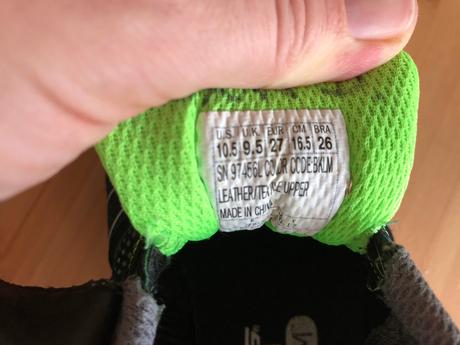 U.S. U.K. EUR CM BRA
10.5 9.5 27 16.5 26
SN 97456L COLOR CODE BKLM
LEATHER/TEXTILE UPPER
MADE IN CHINA